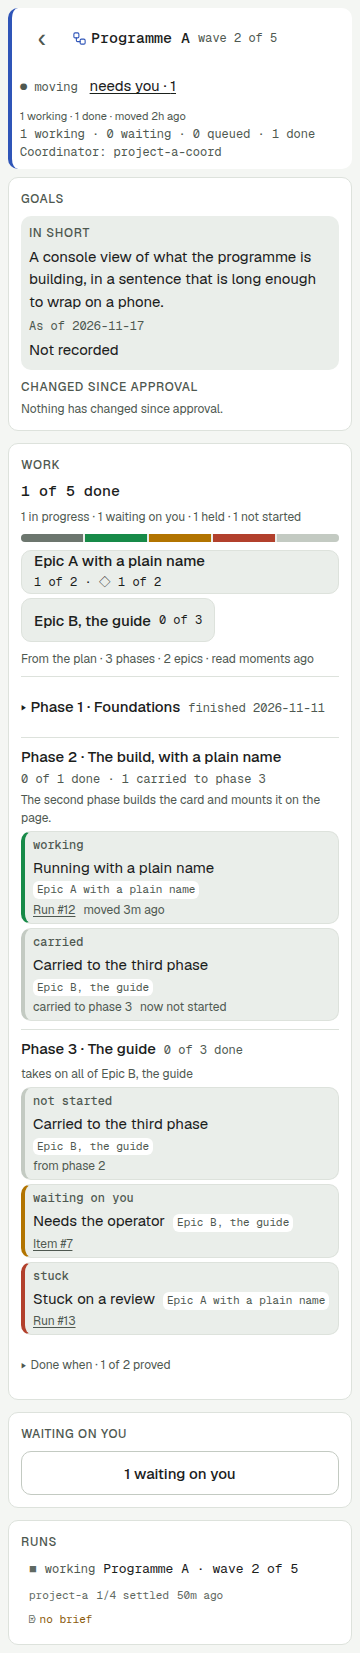 Programme A wave 2 of 5
moving needs you · 1
1 working · 1 done · moved 2h ago
1 working · 0 waiting · 0 queued · 1 done
Coordinator: project-a-coord
GOALS
IN SHORT
A console view of what the programme is
building, in a sentence that is long enough
to wrap on a phone.
As of 2026-11-17
Not recorded
CHANGED SINCE APPROVAL
Nothing has changed since approval.
WORK
1 of 5 done
1 in progress · 1 waiting on you · 1 held · 1 not started
Epic A with a plain name
1 of 2 · ◇ 1 of 2
Epic B, the guide 0 of 3
From the plan · 3 phases · 2 epics · read moments ago
Phase 1 · Foundations finished 2026-11-11
Phase 2 · The build, with a plain name
0 of 1 done · 1 carried to phase 3
The second phase builds the card and mounts it on the
page.
working
Running with a plain name
Epic A with a plain name
Run #12 moved 3m ago
carried
Carried to the third phase
Epic B, the guide
carried to phase 3 now not started
Phase 3 · The guide 0 of 3 done
takes on all of Epic B, the guide
not started
Carried to the third phase
Epic B, the guide
from phase 2
waiting on you
Needs the operator Epic B, the guide
Item #7
stuck
Stuck on a review Epic A with a plain name
Run #13
Done when · 1 of 2 proved
WAITING ON YOU
1 waiting on you
RUNS
working Programme A · wave 2 of 5
project-a 1/4 settled 50m ago
no brief